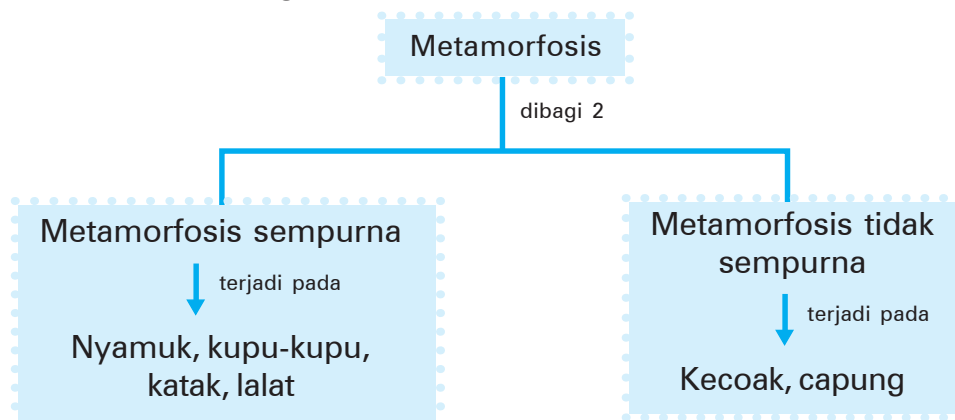 Metamorfosis
dibagi 2
Metamorfosis sempurna
terjadi pada
Nyamuk, kupu-kupu,
katak, lalat
Metamorfosis tidak
sempurna
terjadi pada
Kecoak, capung